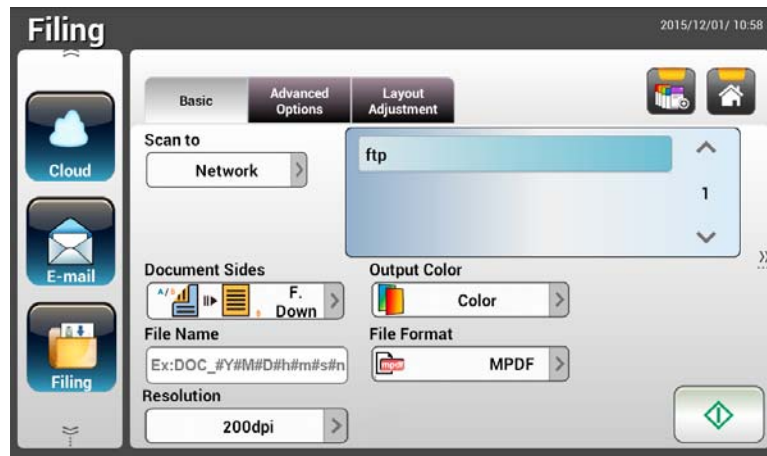 Filing
2015/12/01/ 10:58
Cloud
E-mail
Filing
Basic
Advanced
Options
Layout
Adjustment
Scan to
Network
ftp
1
Document Sides
A/B
F.
Down
Output Color
Color
File Name
Ex:DOC_#Y#M#D#h#m#s#n
File Format
mpdf
MPDF
Resolution
200dpi